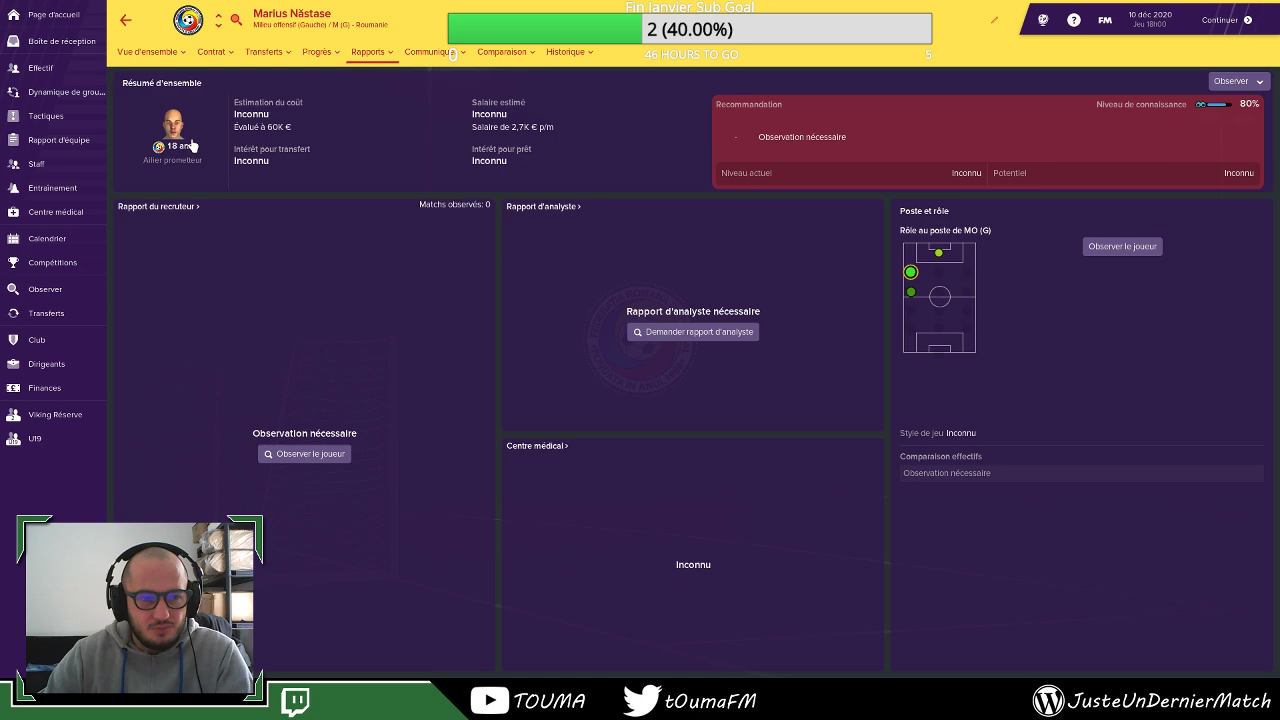 Page d'accueil
Boîte de réception
Effectif
Dynamique de grou...
Tactiques
Rapport d'équipe
Staff
Entraînement
Centre médical
Calendrier
Compétitions
Observer
Transferts
Club
Dirigeants
Finances
Viking Réserve
U19
Marius Năstase
Milieu offensif (Gauche) / M (G) - Roumanie
Vue d'ensemble
Contrat
Transferts
Progrès
Rapports
Comparaison
Historique
Fin Janvier Sub Goal
2 (40.00%)
0
46 HOURS TO GO
5
FM
10 déc 2020
Jeu 18h00
Continuer
Résumé d'ensemble
Observer
18
Ailier prometteur
Estimation du coût
Inconnu
Évalué à 60K €
Intérêt pour transfert
Inconnu
Salaire estimé
Inconnu
Salaire de 2,7K € p/m
Intérêt pour prêt
Inconnu
Recommandation
Niveau de connaissance
80%
- Observation nécessaire
Niveau actuel
Inconnu
Potentiel
Inconnu
Rapport du recruteur >
Matchs observés: 0
Observation nécessaire
Observer le joueur
Rapport d'analyste >
Rapport d'analyste nécessaire
Demander rapport d'analyste
Centre médical >
Inconnu
Poste et rôle
Rôle au poste de MO (G)
Observer le joueur
Style de jeu Inconnu
Comparaison effectifs
Observation nécessaire
TOUMA
tOumaFM
JusteUnDernierMatch